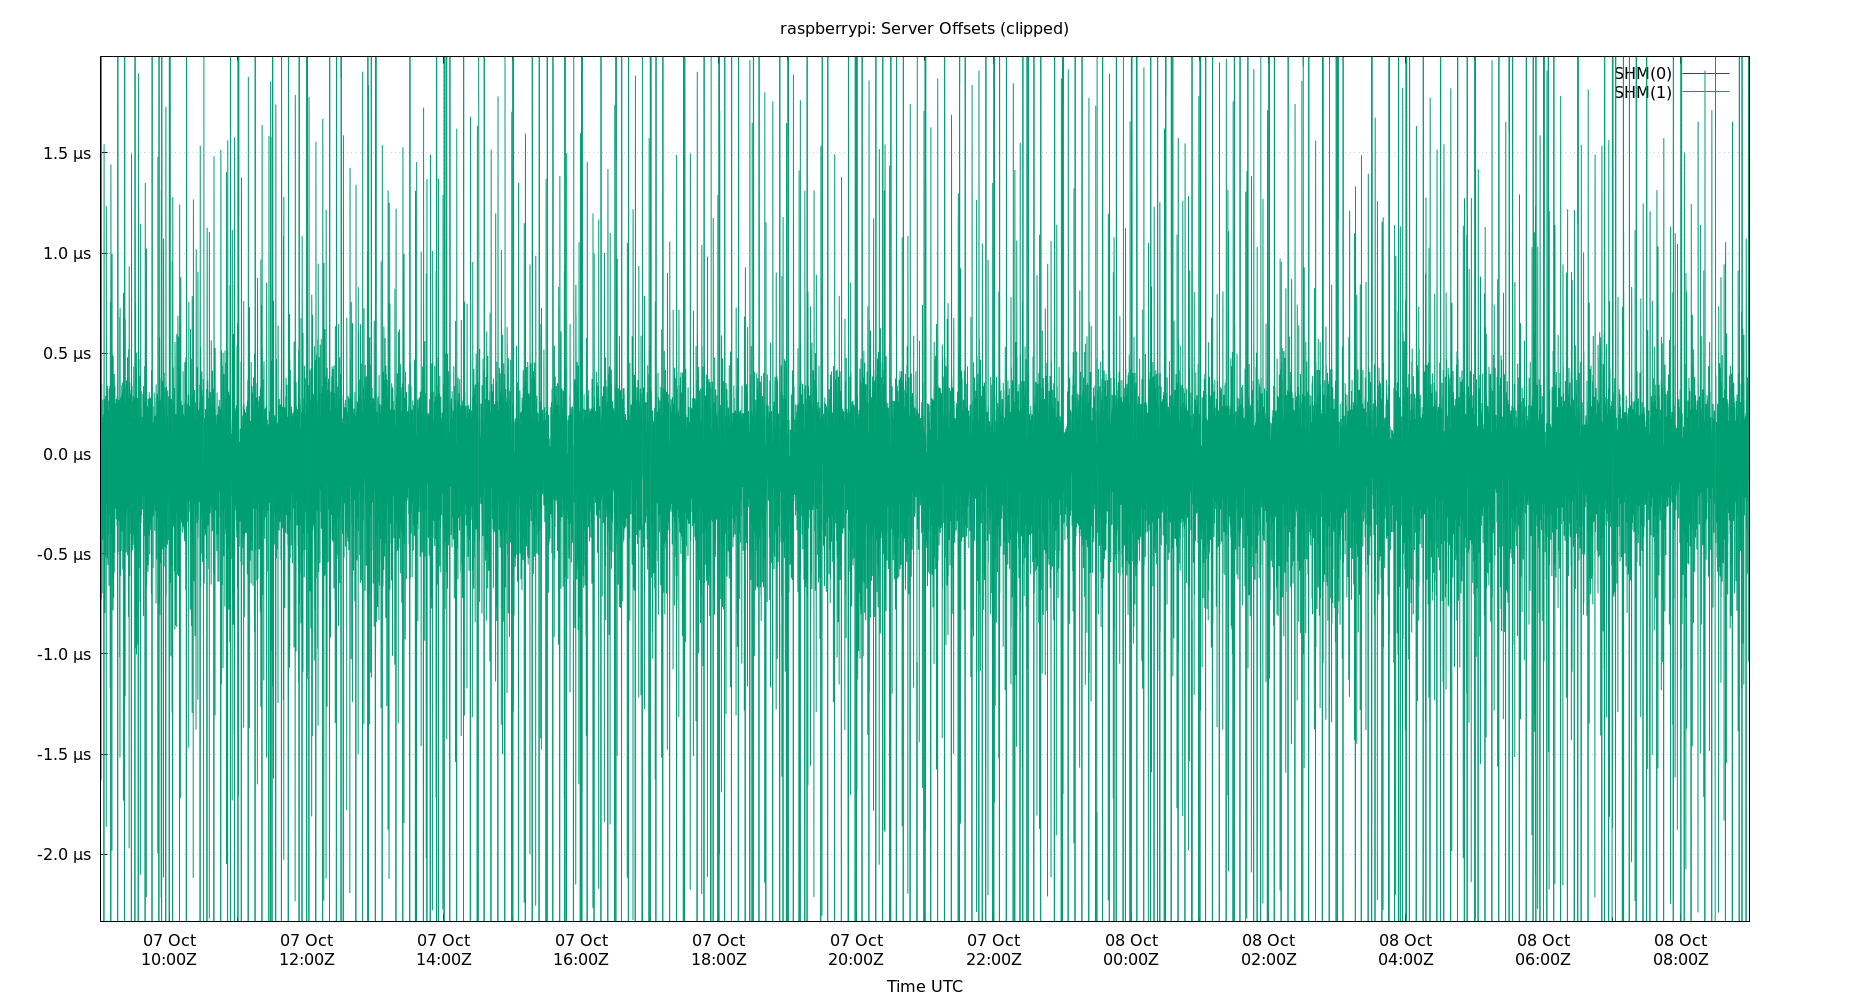 raspberrypi: Server Offsets (clipped)
SHM(0)
SHM(1)
1.5 µs
1.0 µs
0.5 µs
0.0 µs
-0.5 µs
-1.0 µs
-1.5 µs
-2.0 µs
07 Oct 07 Oct 07 Oct 07 Oct 07 Oct 07 Oct 07 Oct 08 Oct 08 Oct 08 Oct 08 Oct 08 Oct
10:00Z 12:00Z 14:00Z 16:00Z 18:00Z 20:00Z 22:00Z 00:00Z 02:00Z 04:00Z 06:00Z 08:00Z
Time UTC